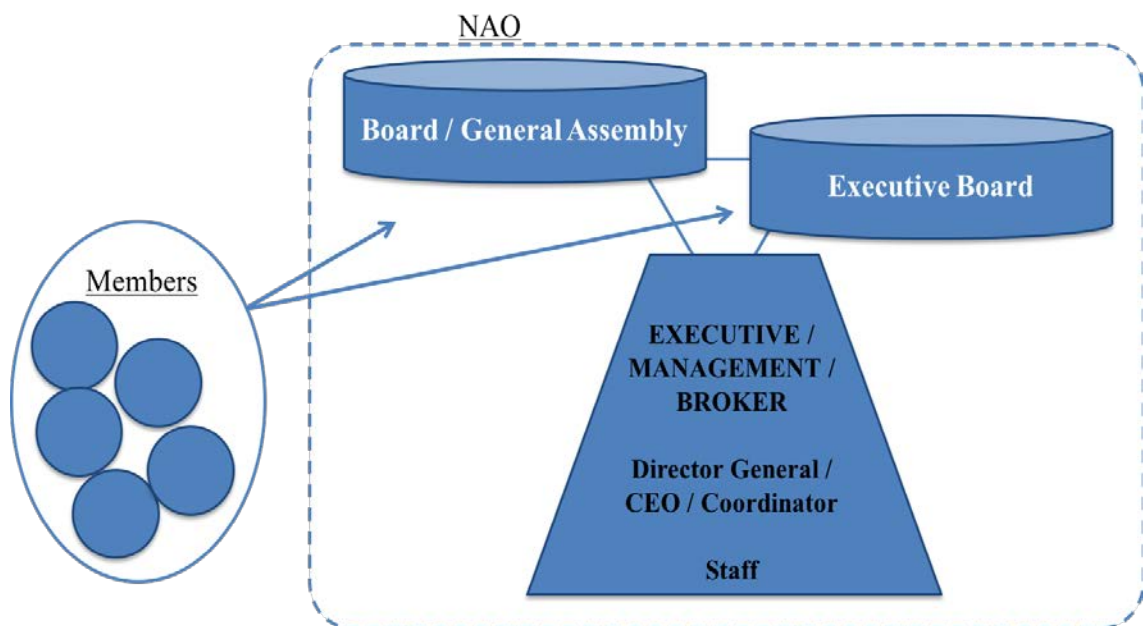 NAO
Board / General Assembly
Executive Board
Members
EXECUTIVE /
MANAGEMENT /
BROKER
Director General /
CEO / Coordinator
Staff